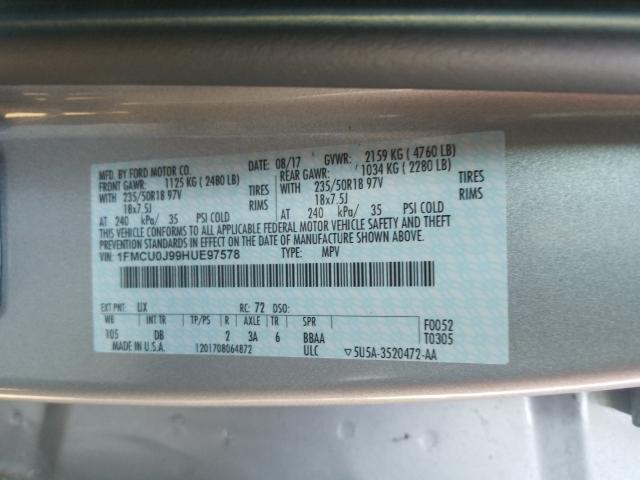 MFD. BY FORD MOTOR CO.
DATE: 08/17 GVWR: 2159 KG ( 4760 LB)
FRONT GAWR: 1125 KG ( 2480 LB) REAR GAWR: 1034 KG ( 2280 LB)
WITH 235/50R18 97V TIRES WITH 235/50R18 97V TIRES
18x7.5J RIMS 18x7.5J RIMS
AT 240 kPa/ 35 PSI COLD AT 240 kPa/ 35 PSI COLD
THIS VEHICLE CONFORMS TO ALL APPLICABLE FEDERAL MOTOR VEHICLE SAFETY AND THEFT
PREVENTION STANDARDS IN EFFECT ON THE DATE OF MANUFACTURE SHOWN ABOVE.
VIN: 1FMCU0J99HUE97578 TYPE: MPV
EXT PNT: UX RC: 72 DSO:
WB INT TR TP/PS R AXLE TR SPR
105 DB 2 3A 6 BBAA
F0052
T0305
MADE IN U.S.A. 1201708064872 ULC ▽5U5A-3520472-AA